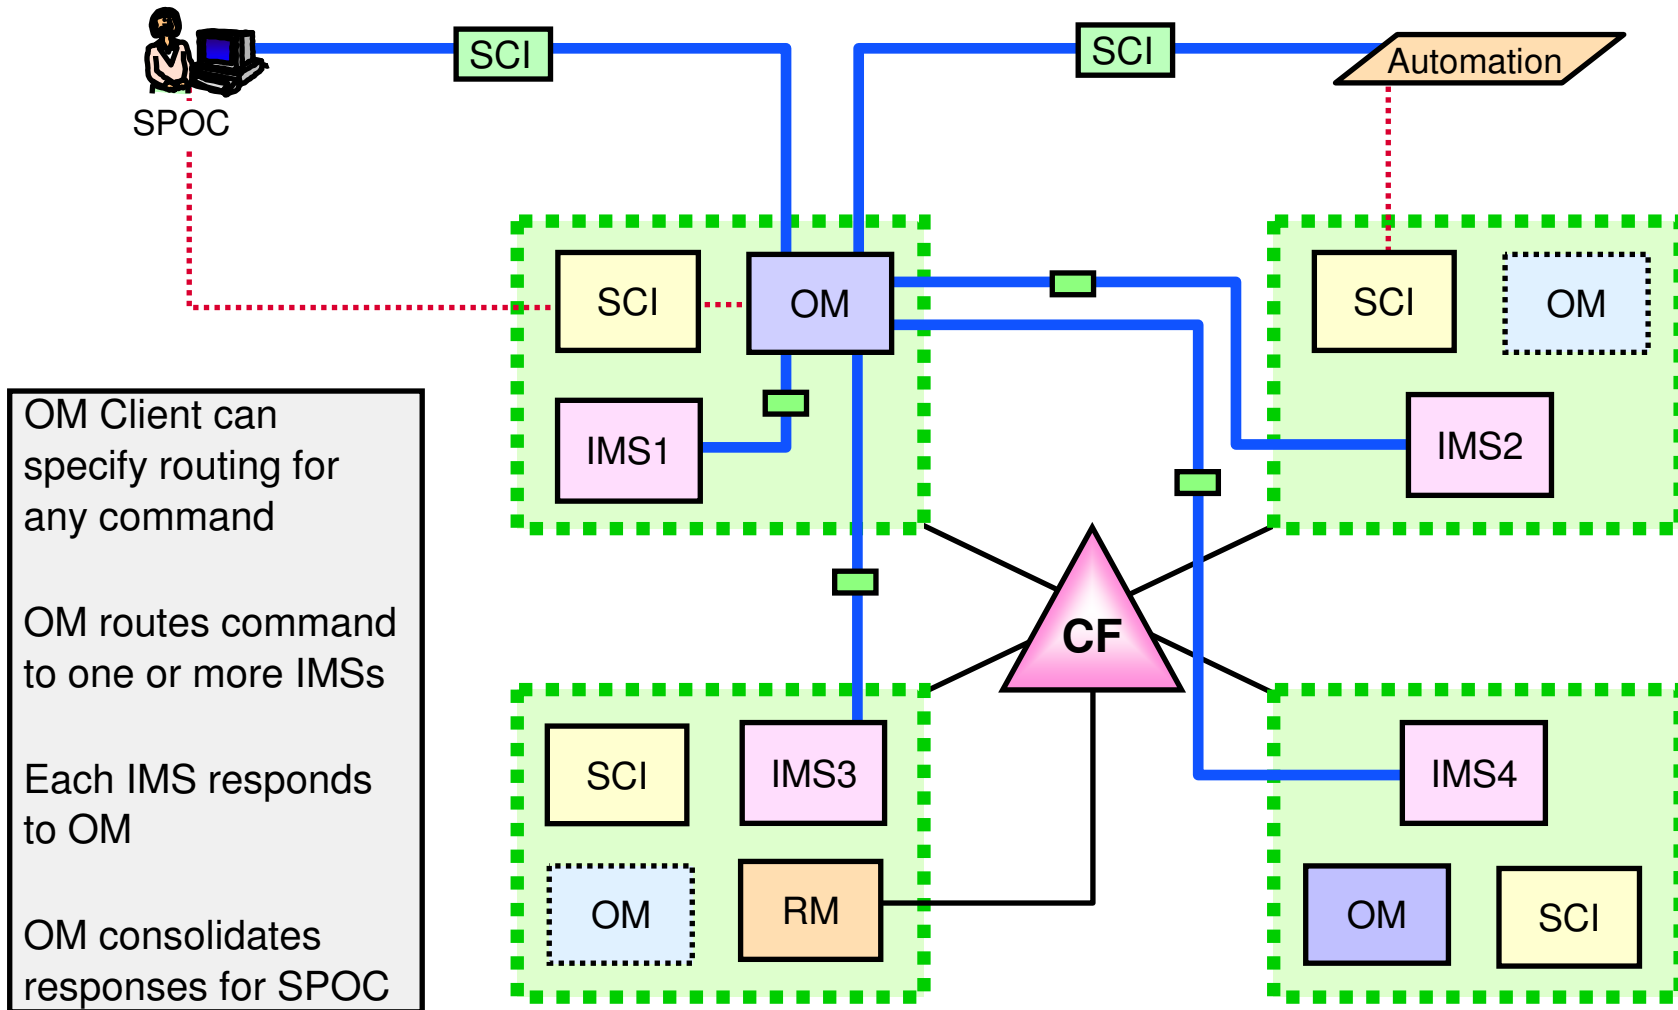 SCI
SCI
Automation
SPOC
SCI
OM
SCI
OM
IMS1
IMS2
OM Client can
specify routing for
any command
OM routes command
to one or more IMSs
Each IMS responds
to OM
OM consolidates
responses for SPOC
CF
SCI
IMS3
IMS4
OM
RM
OM
SCI